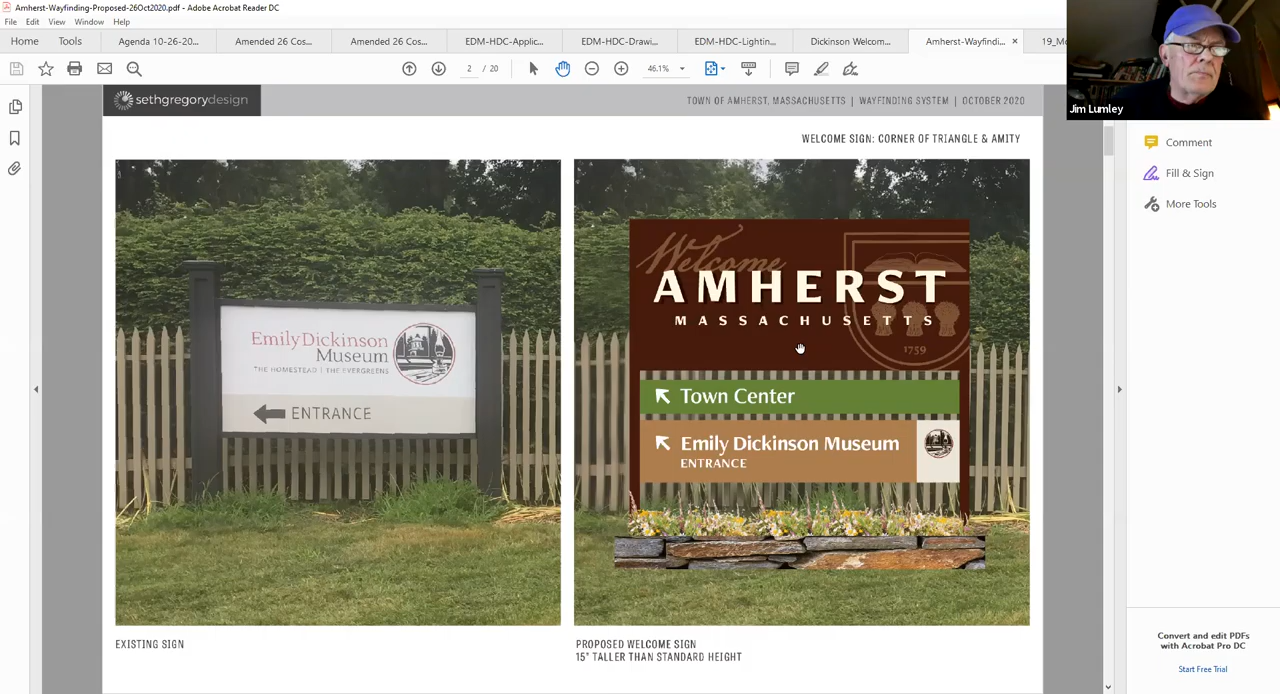 Amherst-Wayfinding-Proposed-26Oct2020.pdf - Adobe Acrobat Reader DC
File Edit View Window Help
Home Tools Agenda 10-26-20... Amended 26 Cos... Amended 26 Cos... EDM-HDC-Applic... EDM-HDC-Drawi... EDM-HDC-Lightin... Dickinson Welcom... Amherst-Wayfindi... × 19_Mo
2 / 20 46.1%
Jim Lumley
sethgregorydesign
TOWN OF AMHERST, MASSACHUSETTS | WAYFINDING SYSTEM | OCTOBER 2020
WELCOME SIGN: CORNER OF TRIANGLE & AMITY
Emily Dickinson
Museum
THE HOMESTEAD | THE EVERGREENS
ENTRANCE
Welcome
AMHERST
MASSACHUSETTS
1759
Town Center
Emily Dickinson Museum
ENTRANCE
EXISTING SIGN
PROPOSED WELCOME SIGN
15" TALLER THAN STANDARD HEIGHT
Comment
Fill & Sign
More Tools
Convert and edit PDFs
with Acrobat Pro DC
Start Free Trial